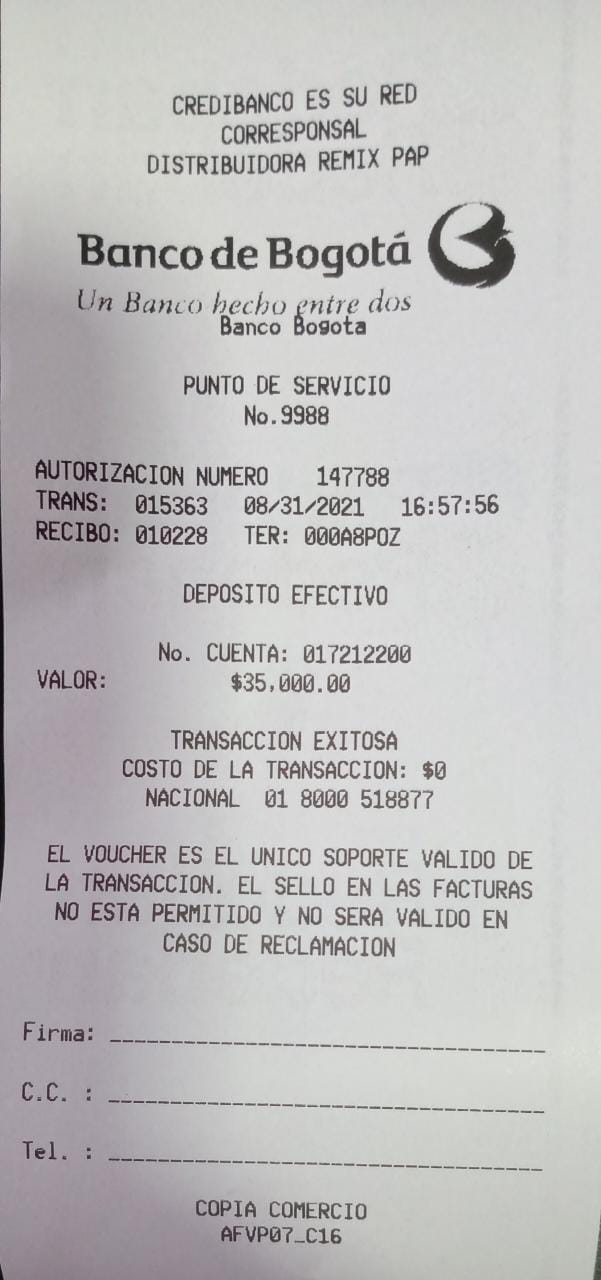 CREDIBANCO ES SU RED
CORRESPONSAL
DISTRIBUIDORA REMIX PAP
Banco de Bogotá
Un Banco hecho entre dos
Banco Bogota
PUNTO DE SERVICIO
No.9988
AUTORIZACION NUMERO 147788
TRANS: 015363 08/31/2021 16:57:56
RECIBO: 010228 TER: 000A8POZ
DEPOSITO EFECTIVO
No. CUENTA: 017212200
VALOR: $35,000.00
TRANSACCION EXITOSA
COSTO DE LA TRANSACCION: $0
NACIONAL 01 8000 518877
EL VOUCHER ES EL UNICO SOPORTE VALIDO DE
LA TRANSACCION. EL SELLO EN LAS FACTURAS
NO ESTA PERMITIDO Y NO SERA VALIDO EN
CASO DE RECLAMACION
Firma: ____________________________________
C.C. : ____________________________________
Tel. : ____________________________________
COPIA COMERCIO
AFVP07_C16